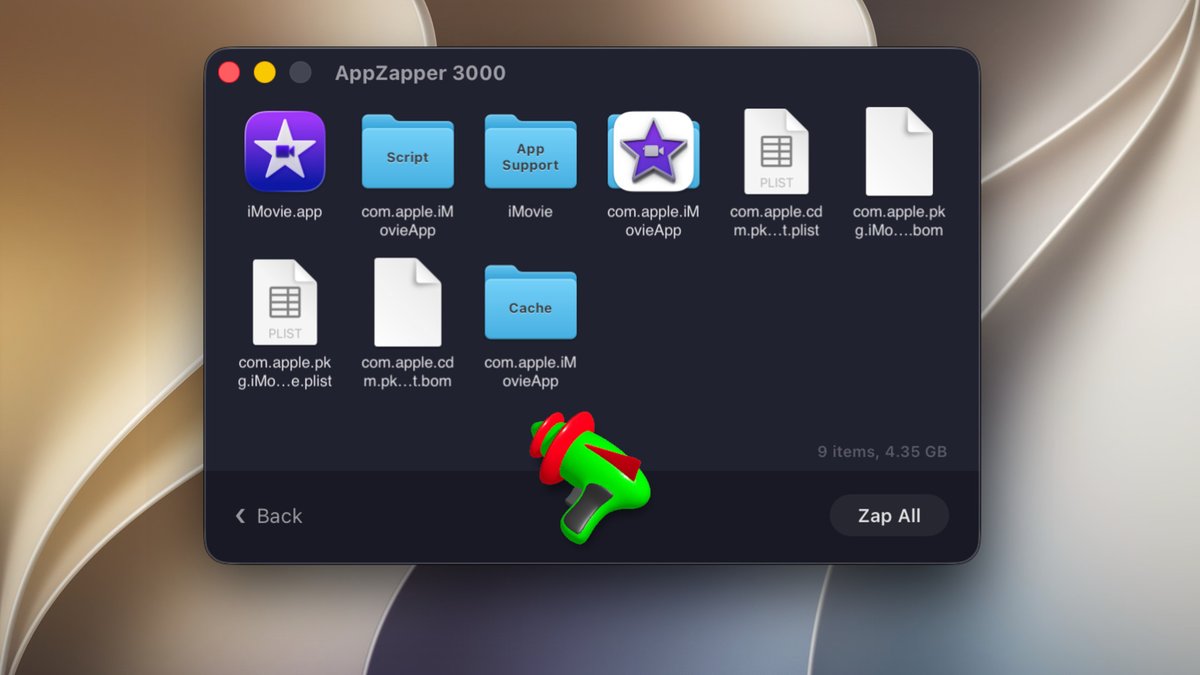 AppZapper 3000
Script
App
Support
iMovie.app
com.apple.iM
ovieApp
iMovie
com.apple.iM
ovieApp
PLIST
com.apple.cd
m.pk...t.plist
com.apple.pk
g.iMo....bom
PLIST
com.apple.pk
g.iMo...e.plist
com.apple.cd
m.pk...t.bom
Cache
com.apple.iM
ovieApp
9 items, 4.35 GB
Back
Zap All